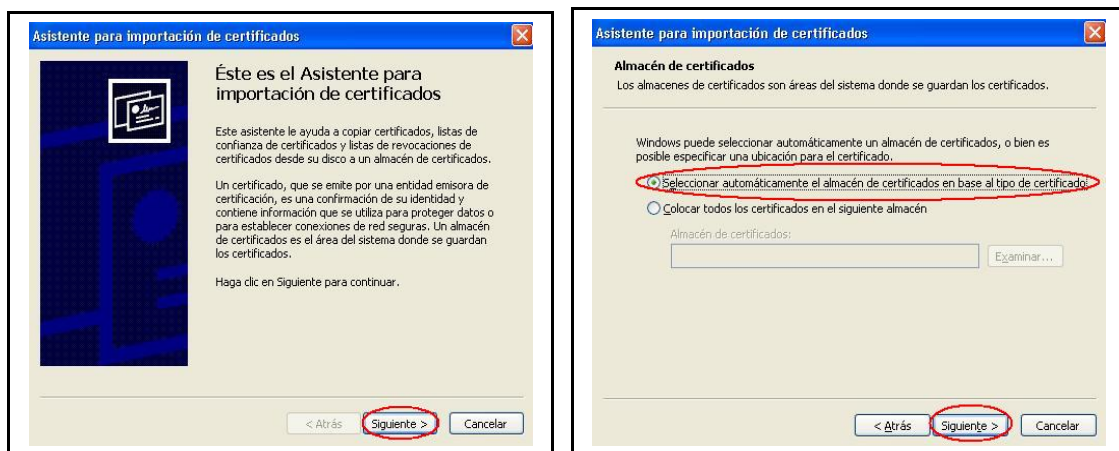 Asistente para importación de certificados
Éste es el Asistente para
importación de certificados
Este asistente le ayuda a copiar certificados, listas de
confianza de certificados y listas de revocaciones de
certificados desde su disco a un almacén de certificados.
Un certificado, que se emite por una entidad emisora de
certificación, es una confirmación de su identidad y
contiene información que se utiliza para proteger datos o
para establecer conexiones de red seguras. Un almacén
de certificados es el área del sistema donde se guardan
los certificados.
Haga clic en Siguiente para continuar.
< Atrás
Siguiente >
Cancelar
Asistente para importación de certificados
Almacén de certificados
Los almacenes de certificados son áreas del sistema donde se guardan los certificados.
Windows puede seleccionar automáticamente un almacén de certificados, o bien es
posible especificar una ubicación para el certificado.
Seleccionar automáticamente el almacén de certificados en base al tipo de certificado
Colocar todos los certificados en el siguiente almacén
Almacén de certificados:
Examinar...
< Atrás
Siguiente >
Cancelar